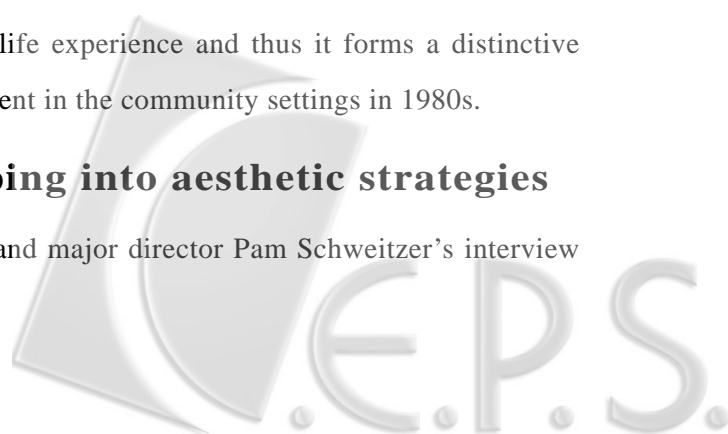 life experience and thus it forms a distinctive
ent in the community settings in 1980s.
ing into aesthetic strategies
and major director Pam Schweitzer's interview
C.E.P.S.